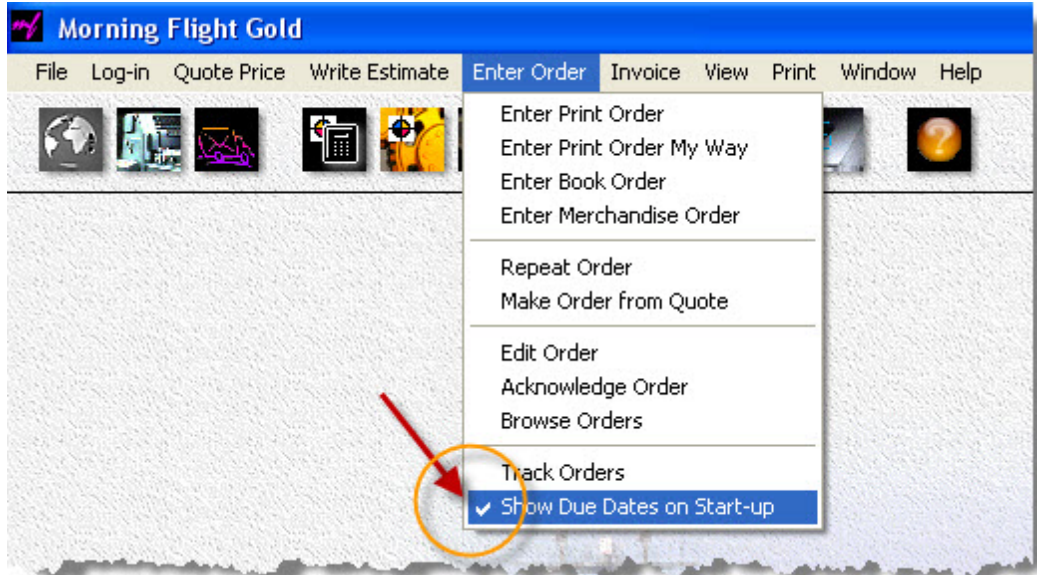 Morning Flight Gold
File Log-in Quote Price Write Estimate Enter Order Invoice View Print Window Help
Enter Print Order
Enter Print Order My Way
Enter Book Order
Enter Merchandise Order
Repeat Order
Make Order from Quote
Edit Order
Acknowledge Order
Browse Orders
Track Orders
Show Due Dates on Start-up